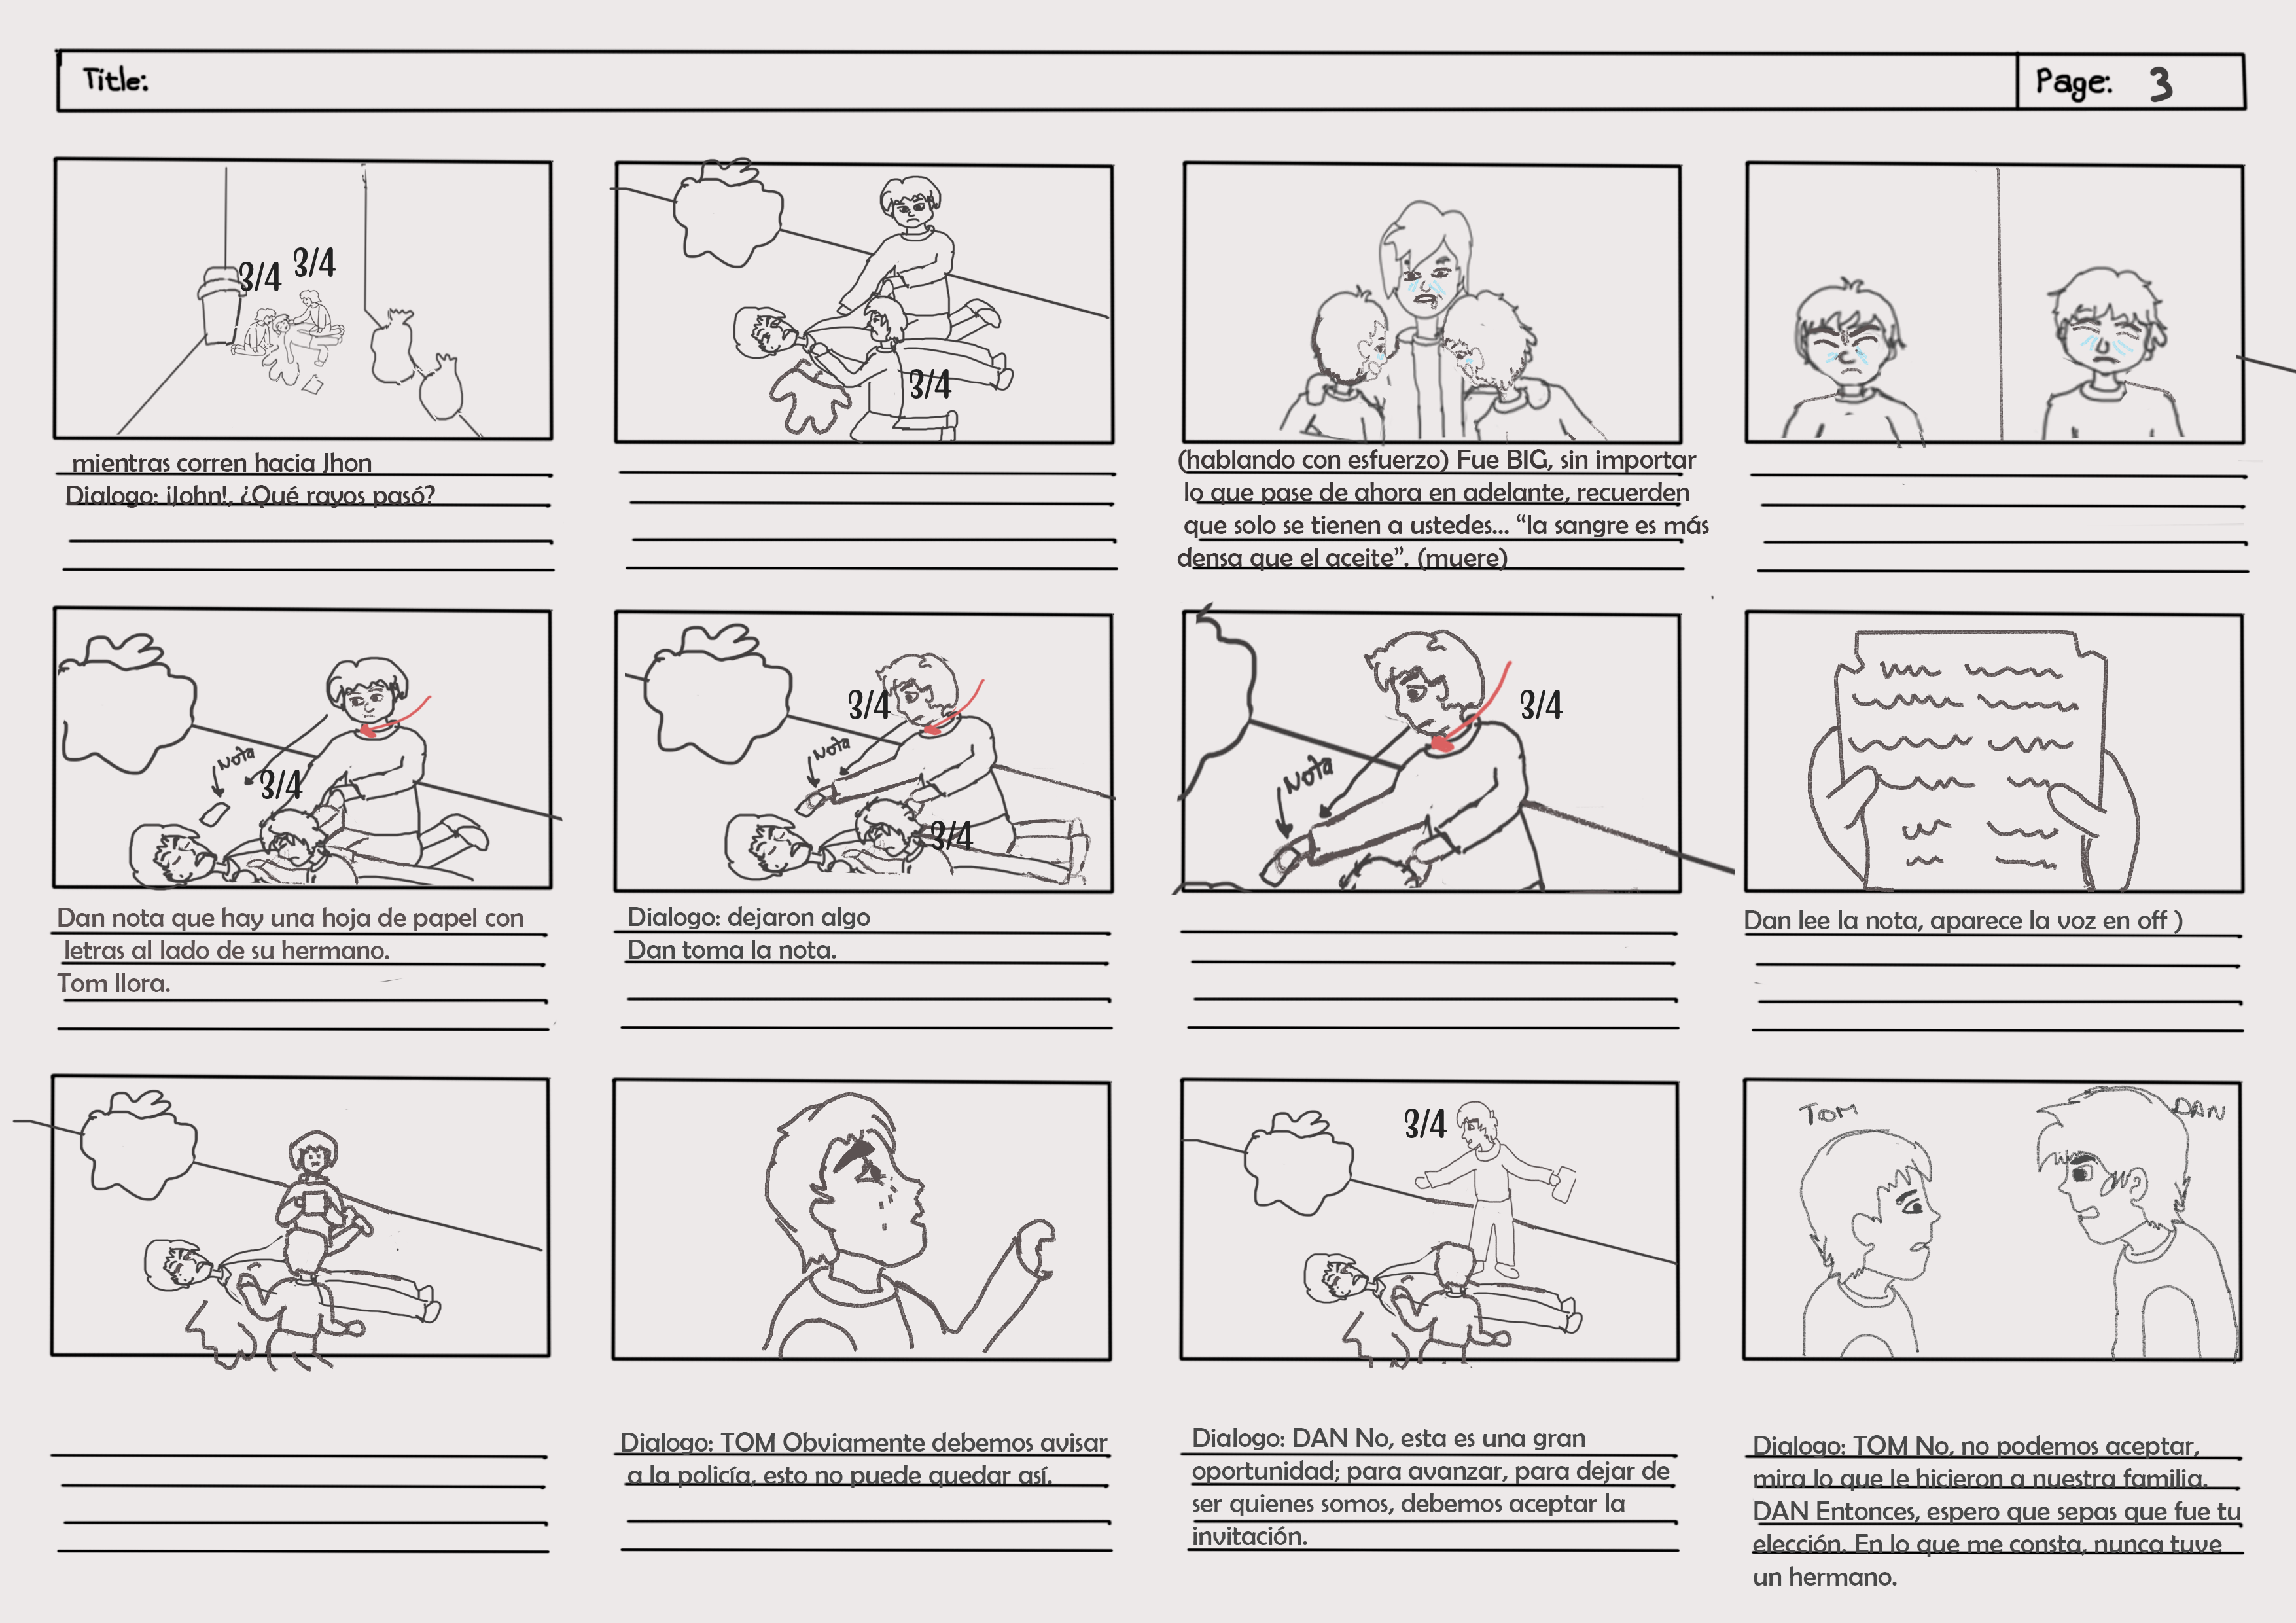 Title:
Page: 3
3/4 3/4
mientras corren hacia Jhon
Dialogo: ¡John!, ¿Qué rayos pasó?
3/4
(hablando con esfuerzo) Fue BIG, sin importar
lo que pase de ahora en adelante, recuerden
que solo se tienen a ustedes... “la sangre es más
densa que el aceite”. (muere)
Nota
3/4
Dan nota que hay una hoja de papel con
letras al lado de su hermano.
Tom llora.
3/4
Nota
3/4
Dialogo: dejaron algo
Dan toma la nota.
3/4
Nota
Dan lee la nota, aparece la voz en off )
Dialogo: TOM Obviamente debemos avisar
a la policía, esto no puede quedar así.
3/4
Dialogo: DAN No, esta es una gran
oportunidad; para avanzar, para dejar de
ser quienes somos, debemos aceptar la
invitación.
TOM
DAN
Dialogo: TOM No, no podemos aceptar,
mira lo que le hicieron a nuestra familia.
DAN Entonces, espero que sepas que fue tu
elección. En lo que me consta, nunca tuve
un hermano.